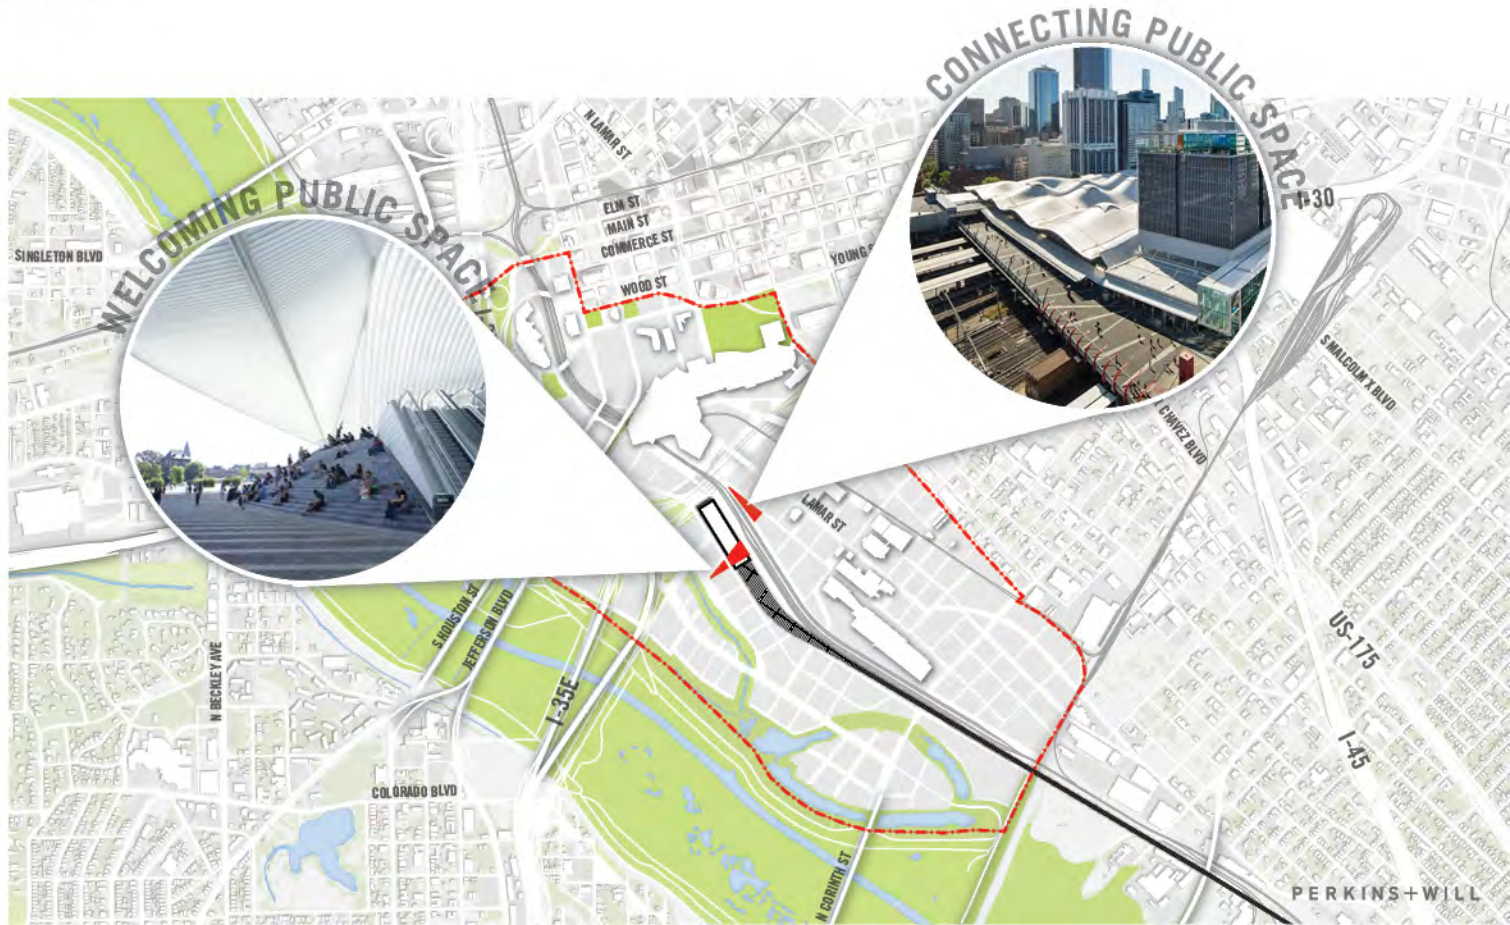 CONNECTING PUBLIC SPACE
WELCOMING PUBLIC SPACE
N LAMAR ST
I-30
ELM ST
MAIN ST
COMMERCE ST
SINGLETON BLVD
WOOD ST
S MALCOLM X BLVD
CHAVEZ BLVD
LAMAR ST
S HOUSTON ST
JEFFERSON BLVD
N BECKLEY AVE
I-35E
US-175
I-45
COLORADO BLVD
N CORINTH ST
PERKINS+WILL